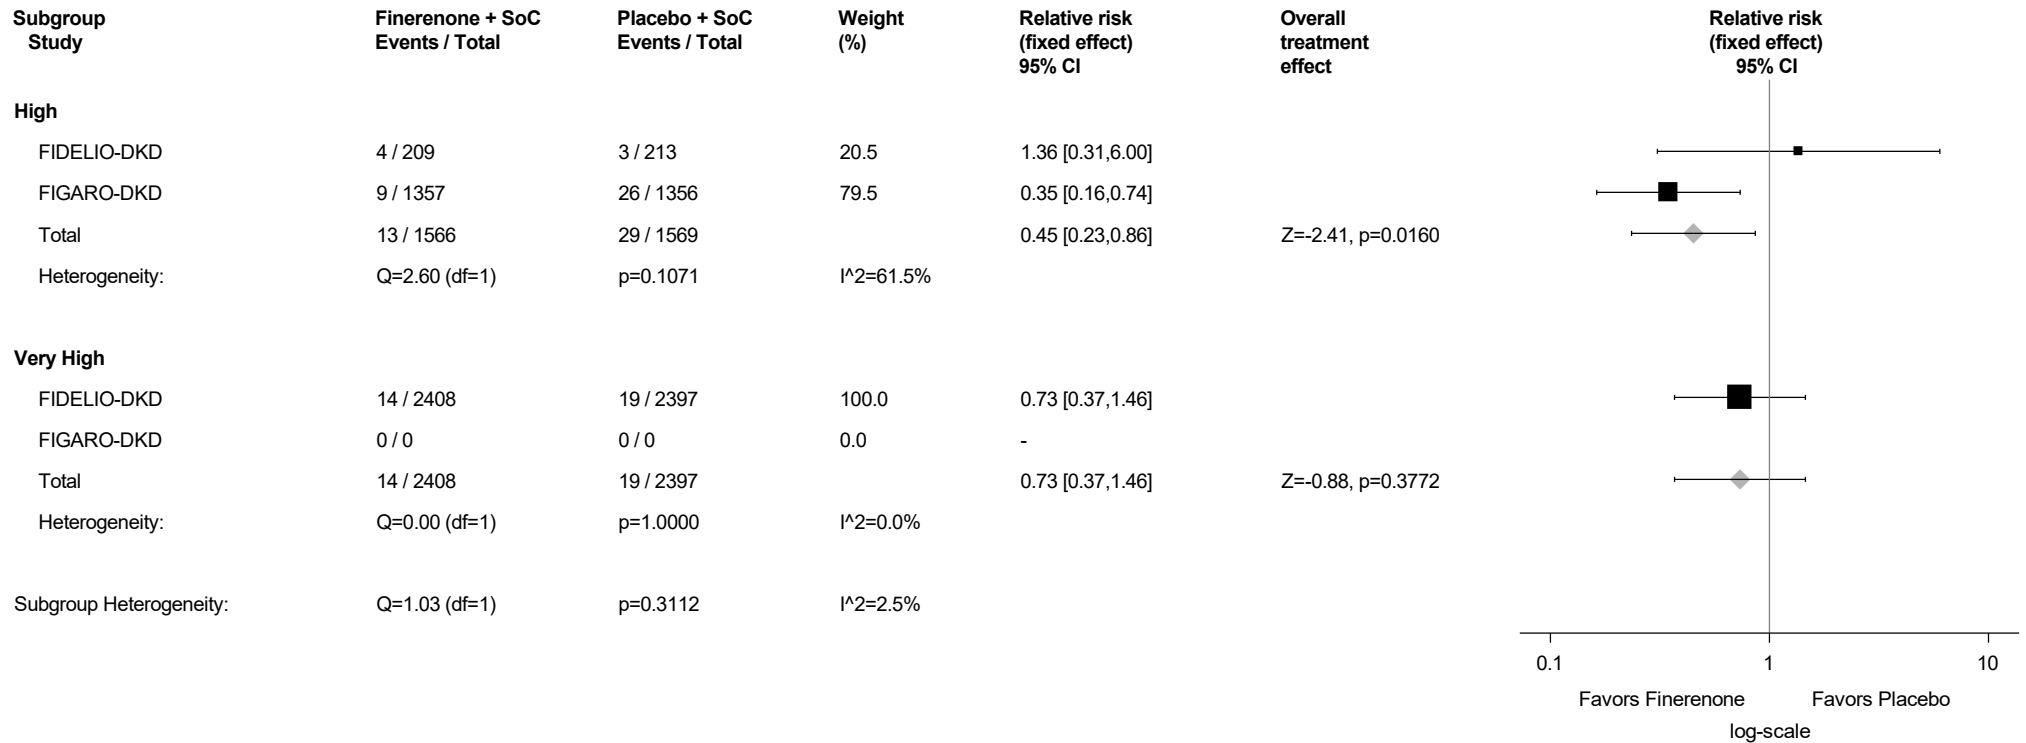 Subgroup Finerenone + SoC Placebo + SoC Weight Relative risk Overall Relative risk
Study Events / Total Events / Total (%) (fixed effect) treatment (fixed effect)
95% CI effect 95% CI
High
FIDELIO-DKD 4 / 209 3 / 213 20.5 1.36 [0.31,6.00]
FIGARO-DKD 9 / 1357 26 / 1356 79.5 0.35 [0.16,0.74]
Total 13 / 1566 29 / 1569 0.45 [0.23,0.86] Z=-2.41, p=0.0160
Heterogeneity: Q=2.60 (df=1) p=0.1071 I^2=61.5%
Very High
FIDELIO-DKD 14 / 2408 19 / 2397 100.0 0.73 [0.37,1.46]
FIGARO-DKD 0 / 0 0 / 0 0.0 -
Total 14 / 2408 19 / 2397 0.73 [0.37,1.46] Z=-0.88, p=0.3772
Heterogeneity: Q=0.00 (df=1) p=1.0000 I^2=0.0%
Subgroup Heterogeneity: Q=1.03 (df=1) p=0.3112 I^2=2.5%
0.1 1 10
Favors Finerenone Favors Placebo
log-scale